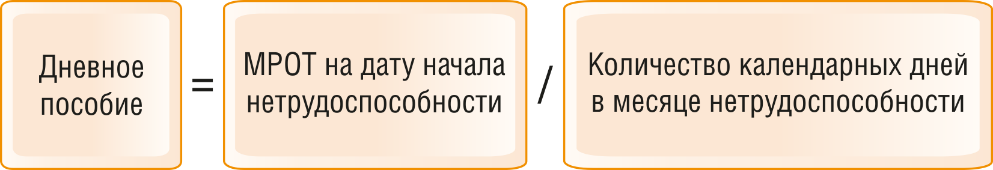 Дневное
пособие
=
МРОТ на дату начала
нетрудоспособности
/
Количество календарных дней
в месяце нетрудоспособности